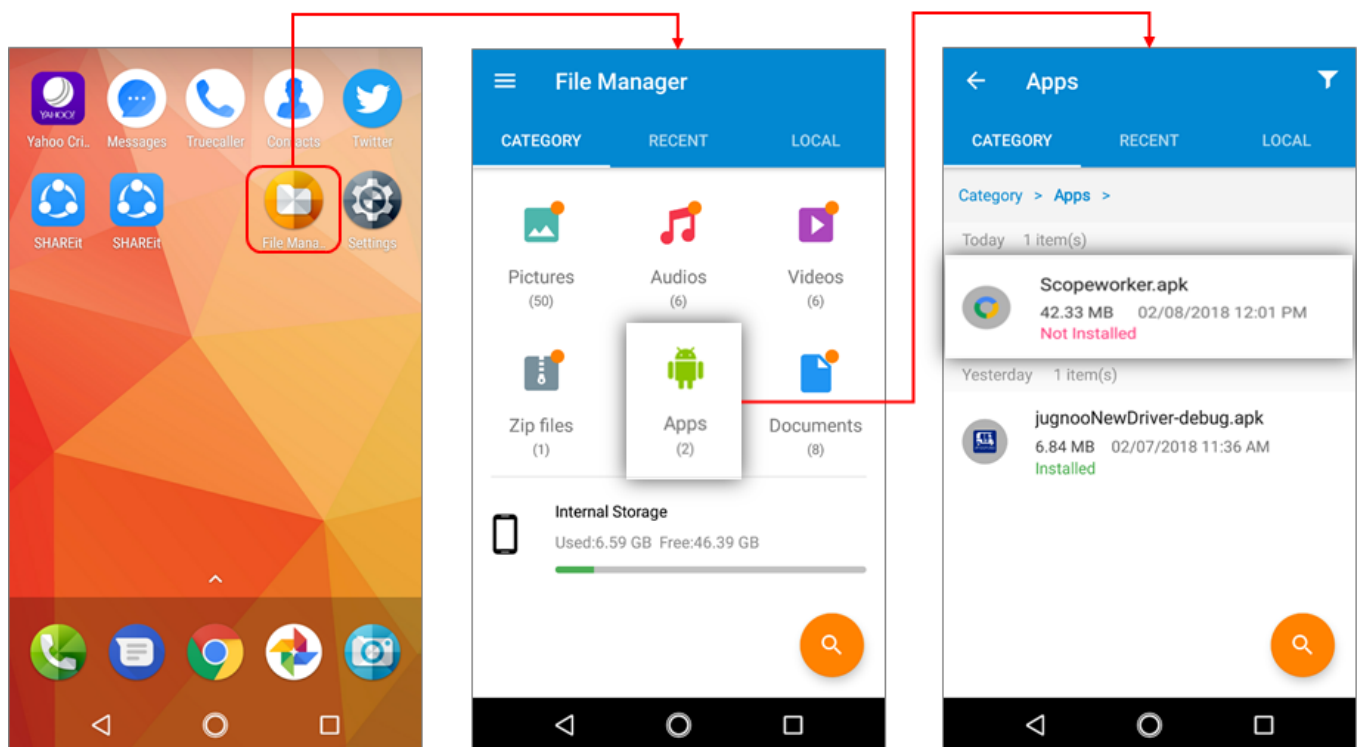 YAHOO!
Yahoo Cri.. Messages Truecaller Contacts Twitter
SHAREit SHAREit File Mana.. Settings
File Manager
CATEGORY RECENT LOCAL
Pictures Audios Videos
(50) (6) (6)
Zip files Apps Documents
(1) (2) (8)
Internal Storage
Used:6.59 GB Free:46.39 GB
Apps
CATEGORY RECENT LOCAL
Category > Apps >
Today 1 item(s)
Scopeworker.apk
42.33 MB 02/08/2018 12:01 PM
Not Installed
Yesterday 1 item(s)
jugnooNewDriver-debug.apk
6.84 MB 02/07/2018 11:36 AM
Installed